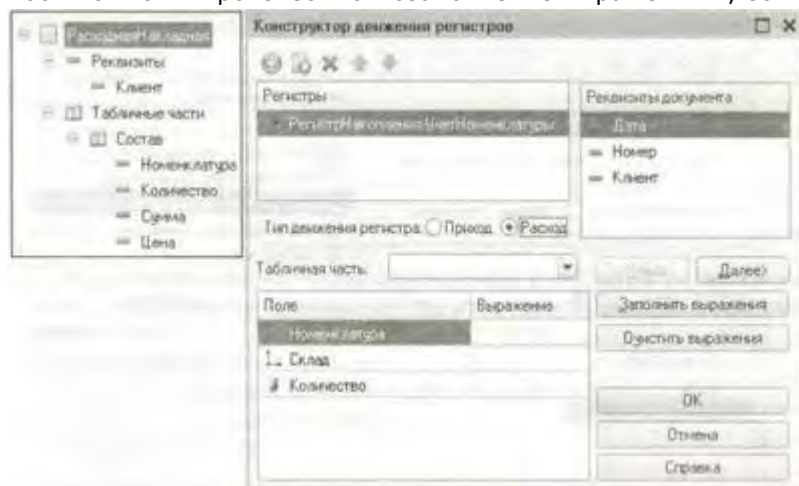 РасходнаяНакладная
Реквизиты
Клиент
Табличные части
Состав
Номенклатура
Количество
Сумма
Цена
Конструктор движения регистров
Регистры
РегистрНакопления.УчетНоменклатуры
Реквизиты документа
Дата
Номер
Клиент
Тип движения регистра: Приход Расход
Табличная часть:
Далее>
Поле Выражение
Номенклатура
Склад
Количество
Заполнить выражения
Очистить выражения
OK
Отмена
Справка